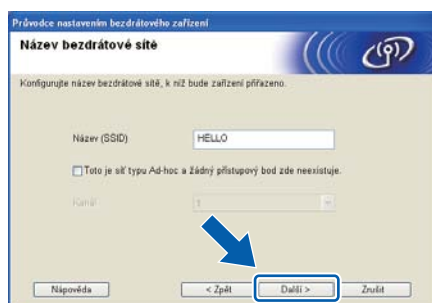 Průvodce nastavením bezdrátového zařízení
Název bezdrátové sítě
Konfigurujte název bezdrátové sítě, k níž bude zařízení přiřazeno.
Název (SSID) HELLO
Toto je síť typu Ad-hoc a žádný přístupový bod zde neexistuje.
Kanál 1
Nápověda < Zpět Další > Zrušit